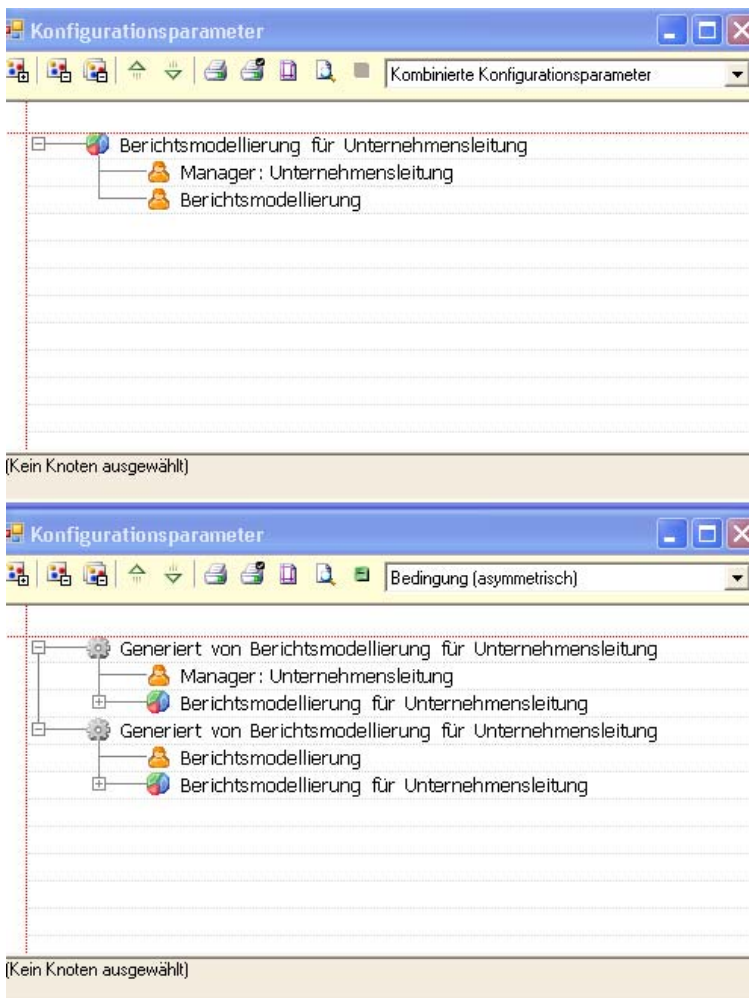 Konfigurationsparameter
Kombinierte Konfigurationsparameter
Berichtsmodellierung für Unternehmensleitung
Manager: Unternehmensleitung
Berichtsmodellierung
(Kein Knoten ausgewählt)
Konfigurationsparameter
Bedingung (asymmetrisch)
Generiert von Berichtsmodellierung für Unternehmensleitung
Manager: Unternehmensleitung
Berichtsmodellierung für Unternehmensleitung
Generiert von Berichtsmodellierung für Unternehmensleitung
Berichtsmodellierung
Berichtsmodellierung für Unternehmensleitung
(Kein Knoten ausgewählt)